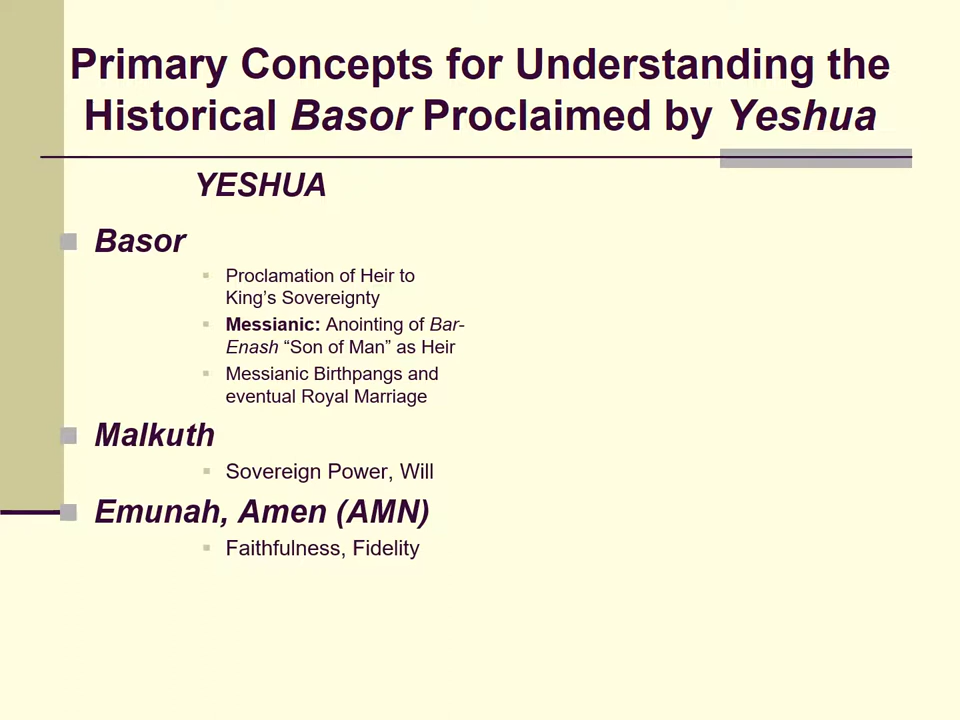 Primary Concepts for Understanding the
Historical Basor Proclaimed by Yeshua
YESHUA
Basor
Proclamation of Heir to
King’s Sovereignty
Messianic: Anointing of Bar-
Enash “Son of Man” as Heir
Messianic Birthpangs and
eventual Royal Marriage
Malkuth
Sovereign Power, Will
Emunah, Amen (AMN)
Faithfulness, Fidelity